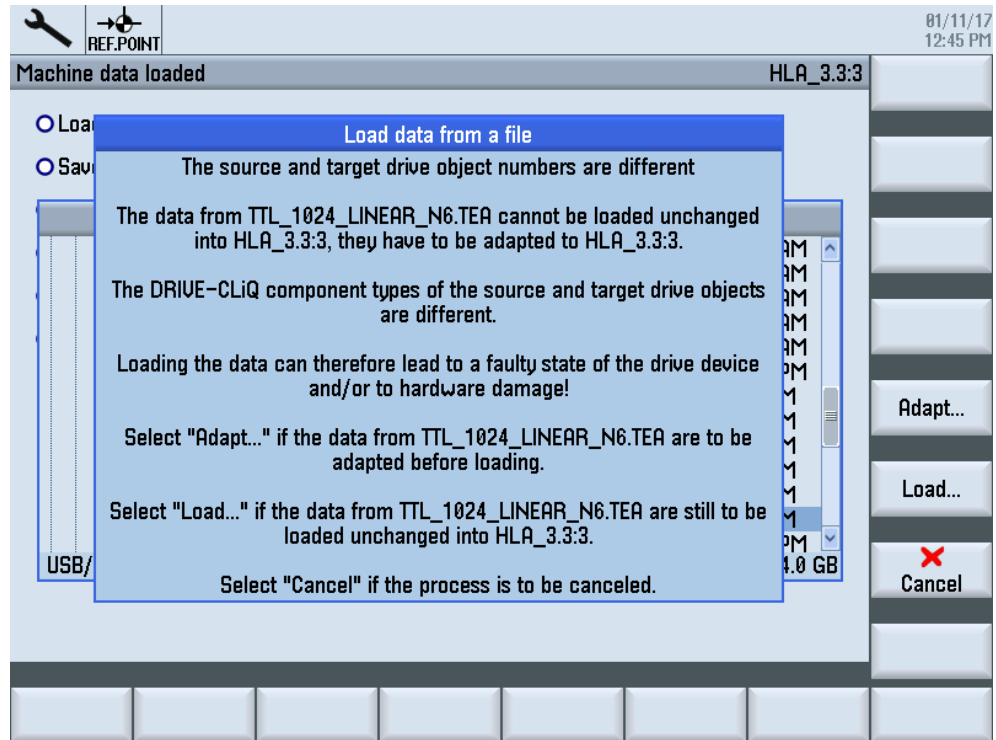 REF.POINT
01/11/17
12:45 PM
Machine data loaded
HLA_3.3:3
Load data from a file
The source and target drive object numbers are different
The data from TTL_1024_LINEAR_N6.TEA cannot be loaded unchanged
into HLA_3.3:3, they have to be adapted to HLA_3.3:3.
The DRIVE-CLiQ component types of the source and target drive objects
are different.
Loading the data can therefore lead to a faulty state of the drive device
and/or to hardware damage!
Select "Adapt..." if the data from TTL_1024_LINEAR_N6.TEA are to be
adapted before loading.
Select "Load..." if the data from TTL_1024_LINEAR_N6.TEA are still to be
loaded unchanged into HLA_3.3:3.
Select "Cancel" if the process is to be canceled.
USB/
GB
Adapt...
Load...
Cancel